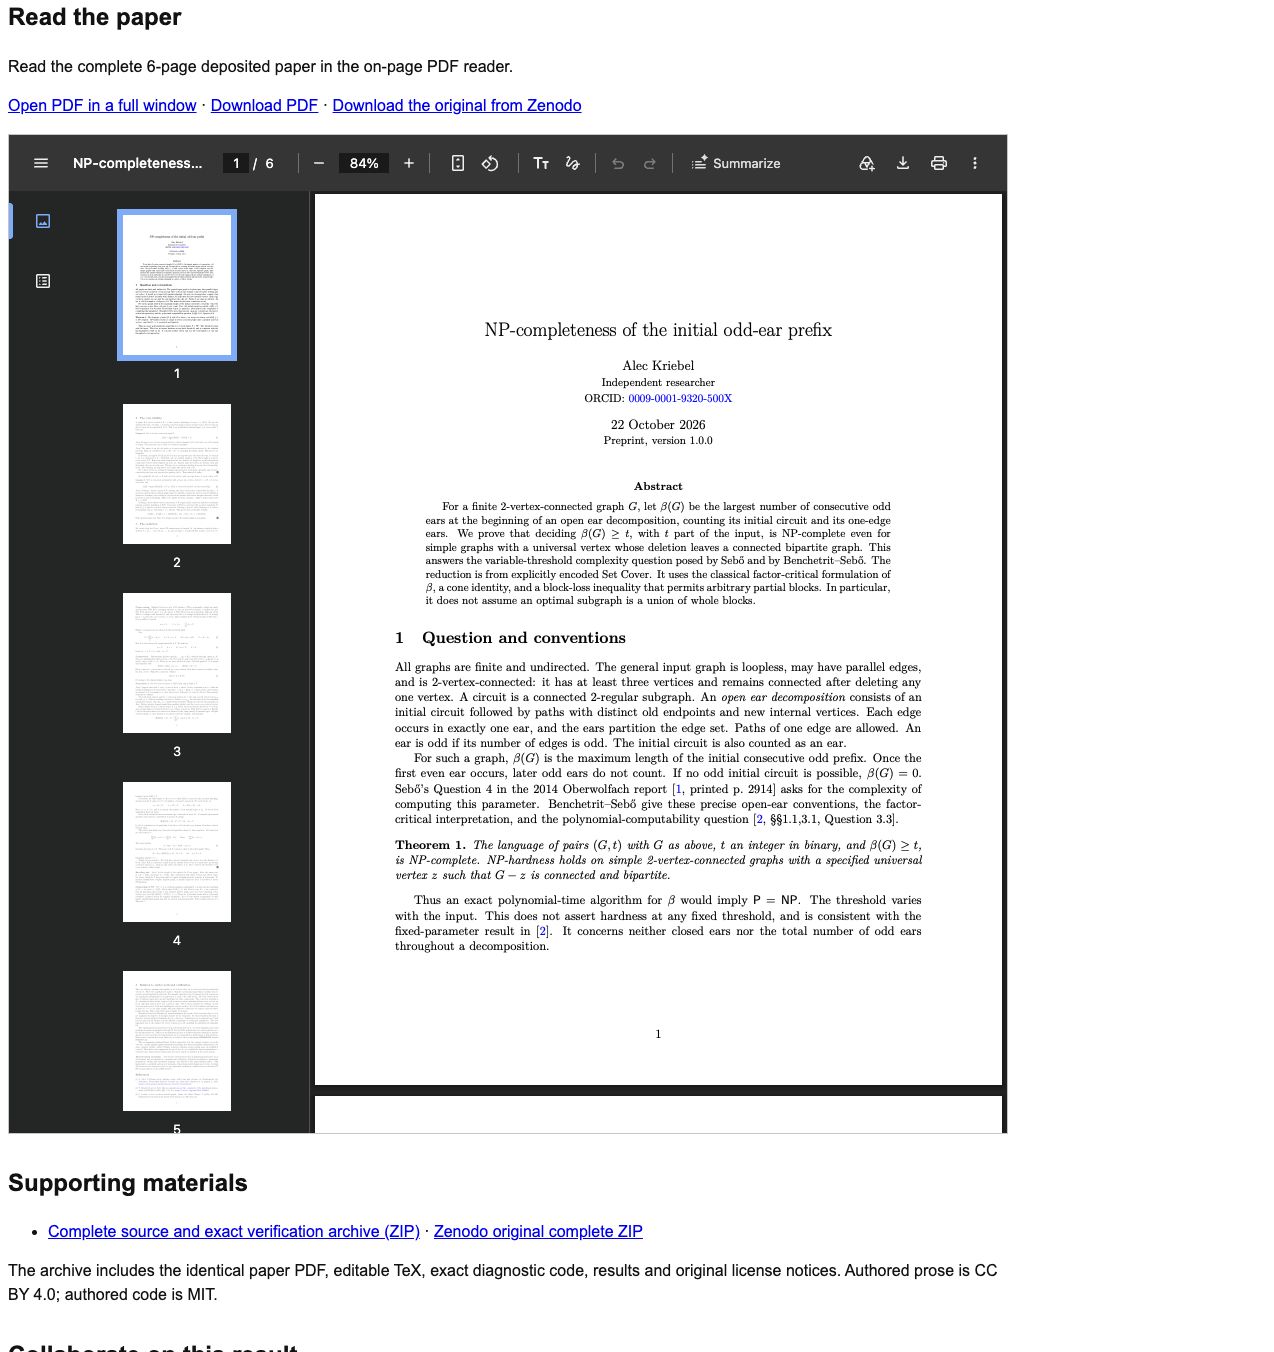 Read the paper
Read the complete 6-page deposited paper in the on-page PDF reader.
Open PDF in a full window · Download PDF · Download the original from Zenodo
NP-completeness... 1 / 6 − 84% + Summarize
1
2
3
4
5
NP-completeness of the initial odd-ear prefix
Alec Kriebel
Independent researcher
ORCID: 0009-0001-9320-500X
22 October 2026
Preprint, version 1.0.0
Abstract
For a finite 2-vertex-connected graph G, let β(G) be the largest number of consecutive odd
ears at the beginning of an open ear decomposition, counting its initial circuit and its one-edge
ears. We prove that deciding β(G) ≥ t, with t part of the input, is NP-complete even for
simple graphs with a universal vertex whose deletion leaves a connected bipartite graph. This
answers the variable-threshold complexity question posed by Sebő and by Benchetrit–Sebő. The
reduction is from explicitly encoded Set Cover. It uses the classical factor-critical formulation of
β, a cone identity, and a block-loss inequality that permits arbitrary partial blocks. In particular,
it does not assume an optimal subgraph is a union of whole blocks.
1 Question and conventions
All graphs are finite and undirected. The general input graph is loopless, may have parallel edges,
and is 2-vertex-connected: it has at least three vertices and remains connected after deleting any
one vertex. A circuit is a connected 2-regular subgraph. An open ear decomposition consists of an
initial circuit followed by paths with distinct old endpoints and new internal vertices. Each edge
occurs in exactly one ear, and the ears partition the edge set. Paths of one edge are allowed. An
ear is odd if its number of edges is odd. The initial circuit is also counted as an ear.
For such a graph, β(G) is the maximum length of the initial consecutive odd prefix. Once the
first even ear occurs, later odd ears do not count. If no odd initial circuit is possible, β(G) = 0.
Sebő's Question 4 in the 2014 Oberwolfach report [1, printed p. 2914] asks for the complexity of
computing this parameter. Benchetrit–Sebő give these precise open-ear conventions, the factor-
critical interpretation, and the polynomial-computability question [2, §§1.1,3.1, Question 3.3].
Theorem 1. The language of pairs (G, t) with G as above, t an integer in binary, and β(G) ≥ t,
is NP-complete. NP-hardness holds on simple 2-vertex-connected graphs with a specified universal
vertex z such that G − z is connected and bipartite.
Thus an exact polynomial-time algorithm for β would imply P = NP. The threshold varies
with the input. This does not assert hardness at any fixed threshold, and is consistent with the
fixed-parameter result in [2]. It concerns neither closed ears nor the total number of odd ears
throughout a decomposition.
1
Supporting materials
• Complete source and exact verification archive (ZIP) · Zenodo original complete ZIP
The archive includes the identical paper PDF, editable TeX, exact diagnostic code, results and original license notices. Authored prose is CC
BY 4.0; authored code is MIT.
Collaborate on this result